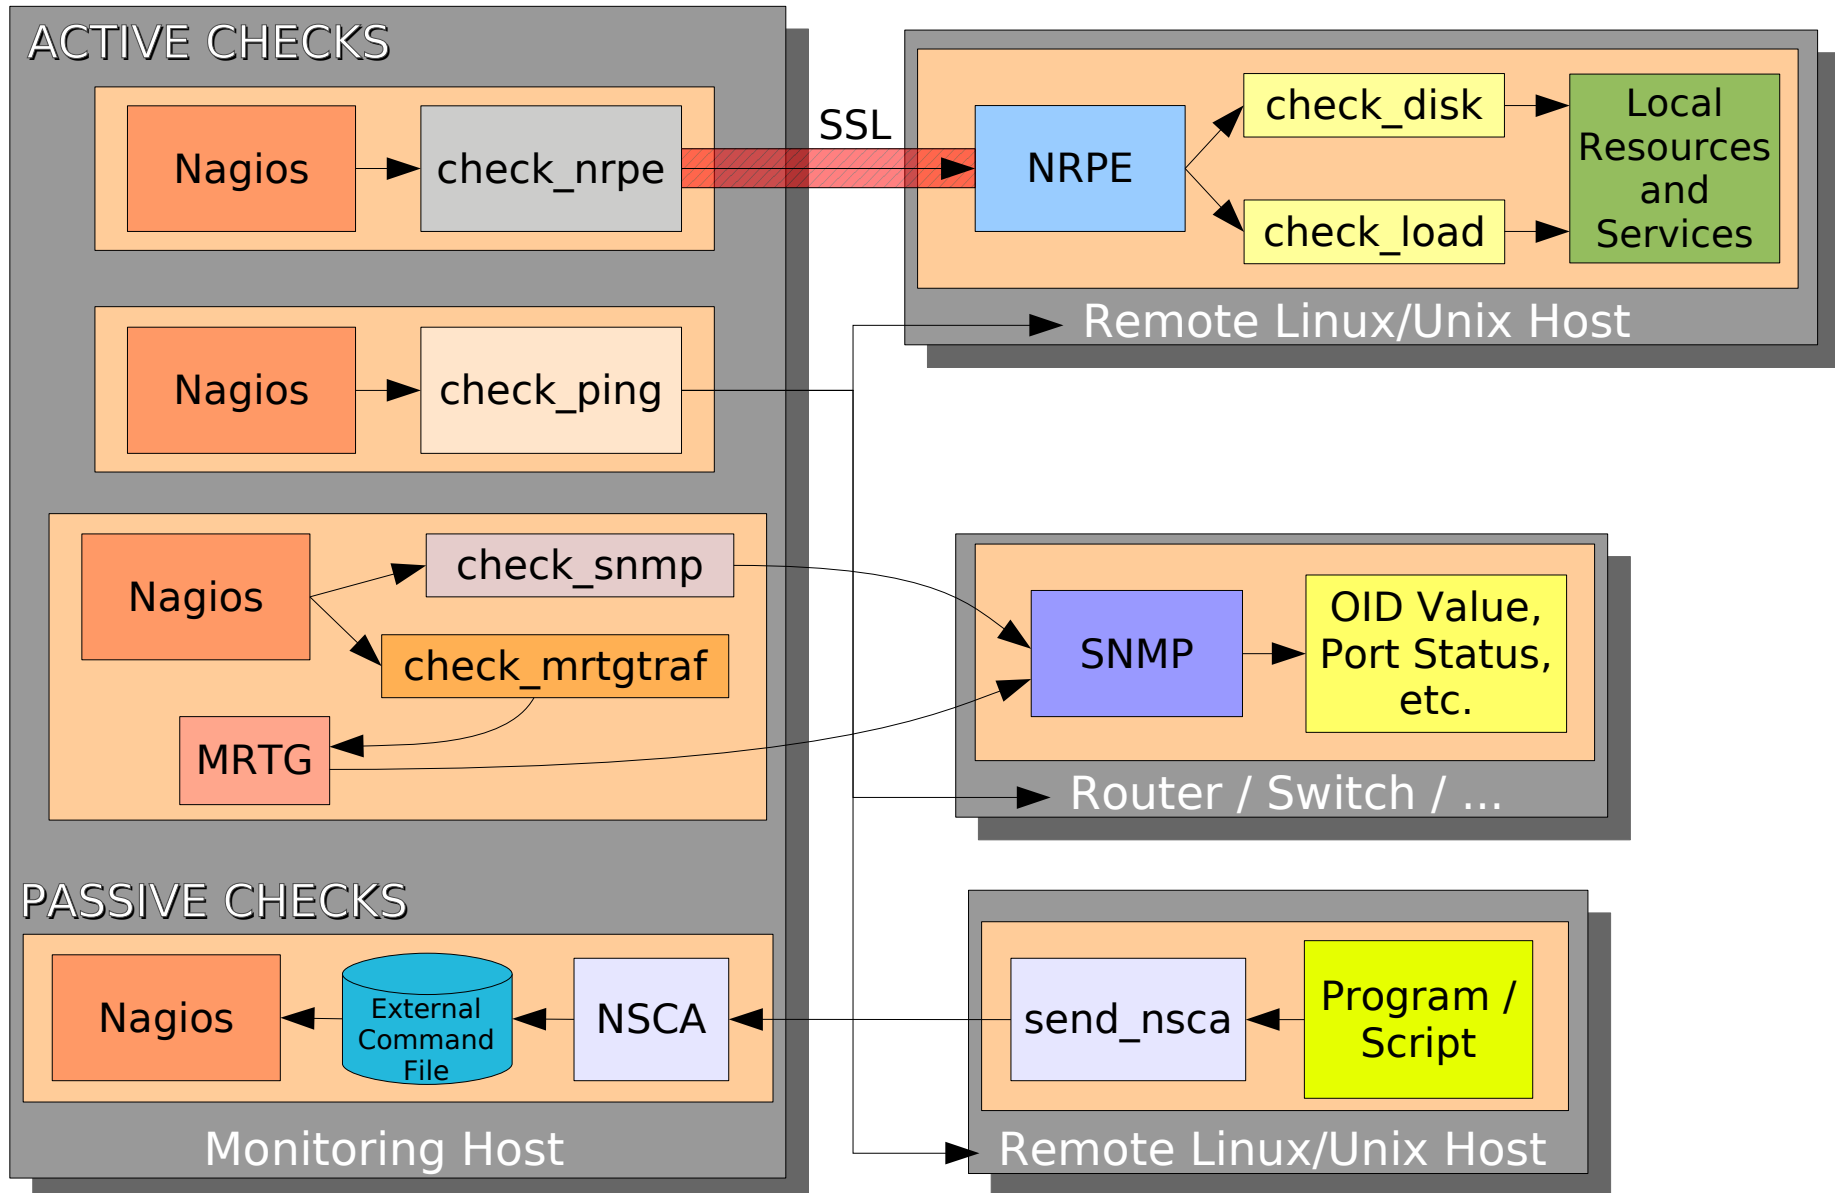 ACTIVE CHECKS
Nagios
check_nrpe
SSL
NRPE
check_disk
check_load
Local
Resources
and
Services
Remote Linux/Unix Host
Nagios
check_ping
Nagios
check_snmp
check_mrtgtraf
MRTG
SNMP
OID Value,
Port Status,
etc.
Router / Switch / ...
PASSIVE CHECKS
Nagios
External
Command
File
NSCA
send_nsca
Program /
Script
Monitoring Host
Remote Linux/Unix Host